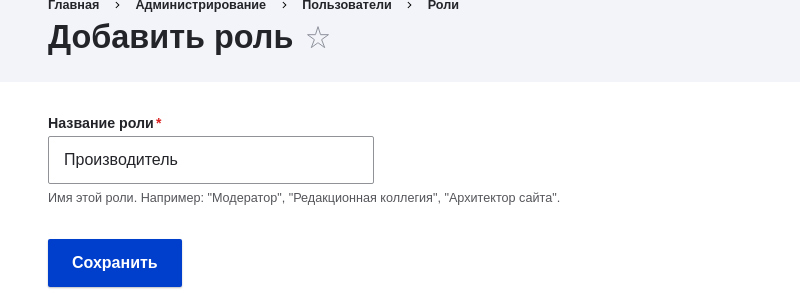 Главная › Администрирование › Пользователи › Роли
Добавить роль ☆
Название роли*
Производитель
Имя этой роли. Например: "Модератор", "Редакционная коллегия", "Архитектор сайта".
Сохранить